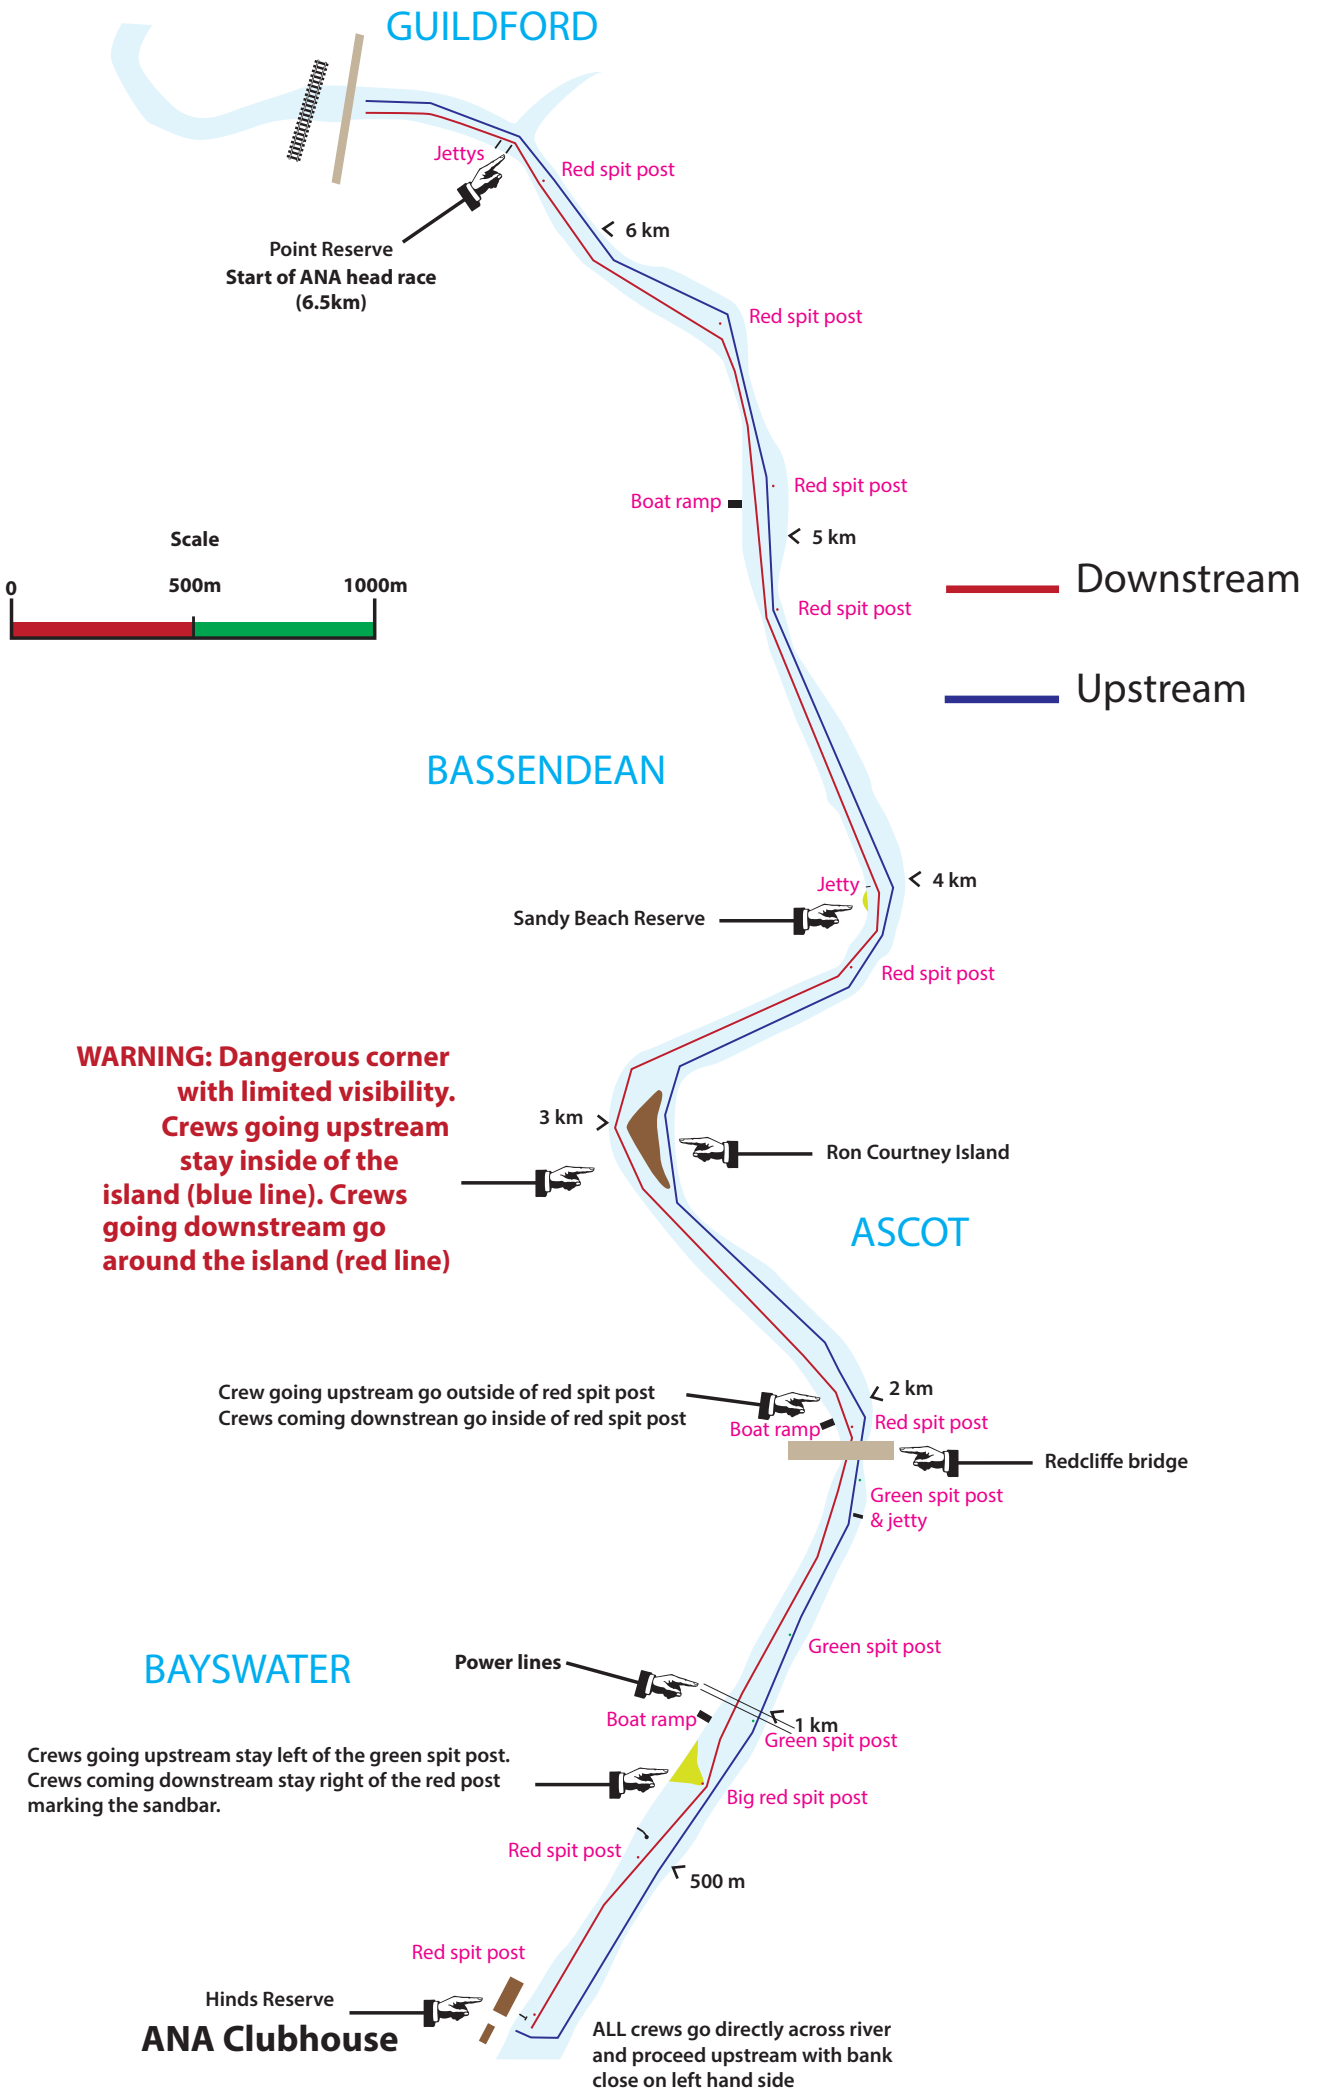 GUILDFORD
Jettys
Red spit post
6 km
Point Reserve
Start of ANA head race
(6.5km)
Red spit post
Red spit post
Boat ramp
5 km
Scale
0
500m
1000m
Downstream
Red spit post
Upstream
BASSENDEAN
Jetty
4 km
Sandy Beach Reserve
Red spit post
WARNING: Dangerous corner
with limited visibility.
Crews going upstream
stay inside of the
island (blue line). Crews
going downstream go
around the island (red line)
3 km
Ron Courtney Island
ASCOT
2 km
Crew going upstream go outside of red spit post
Crews coming downstrean go inside of red spit post
Boat ramp
Red spit post
Redcliffe bridge
Green spit post
& jetty
Green spit post
BAYSWATER
Power lines
Boat ramp
1 km
Green spit post
Crews going upstream stay left of the green spit post.
Crews coming downstream stay right of the red post
marking the sandbar.
Big red spit post
Red spit post
500 m
Red spit post
Hinds Reserve
ANA Clubhouse
ALL crews go directly across river
and proceed upstream with bank
close on left hand side